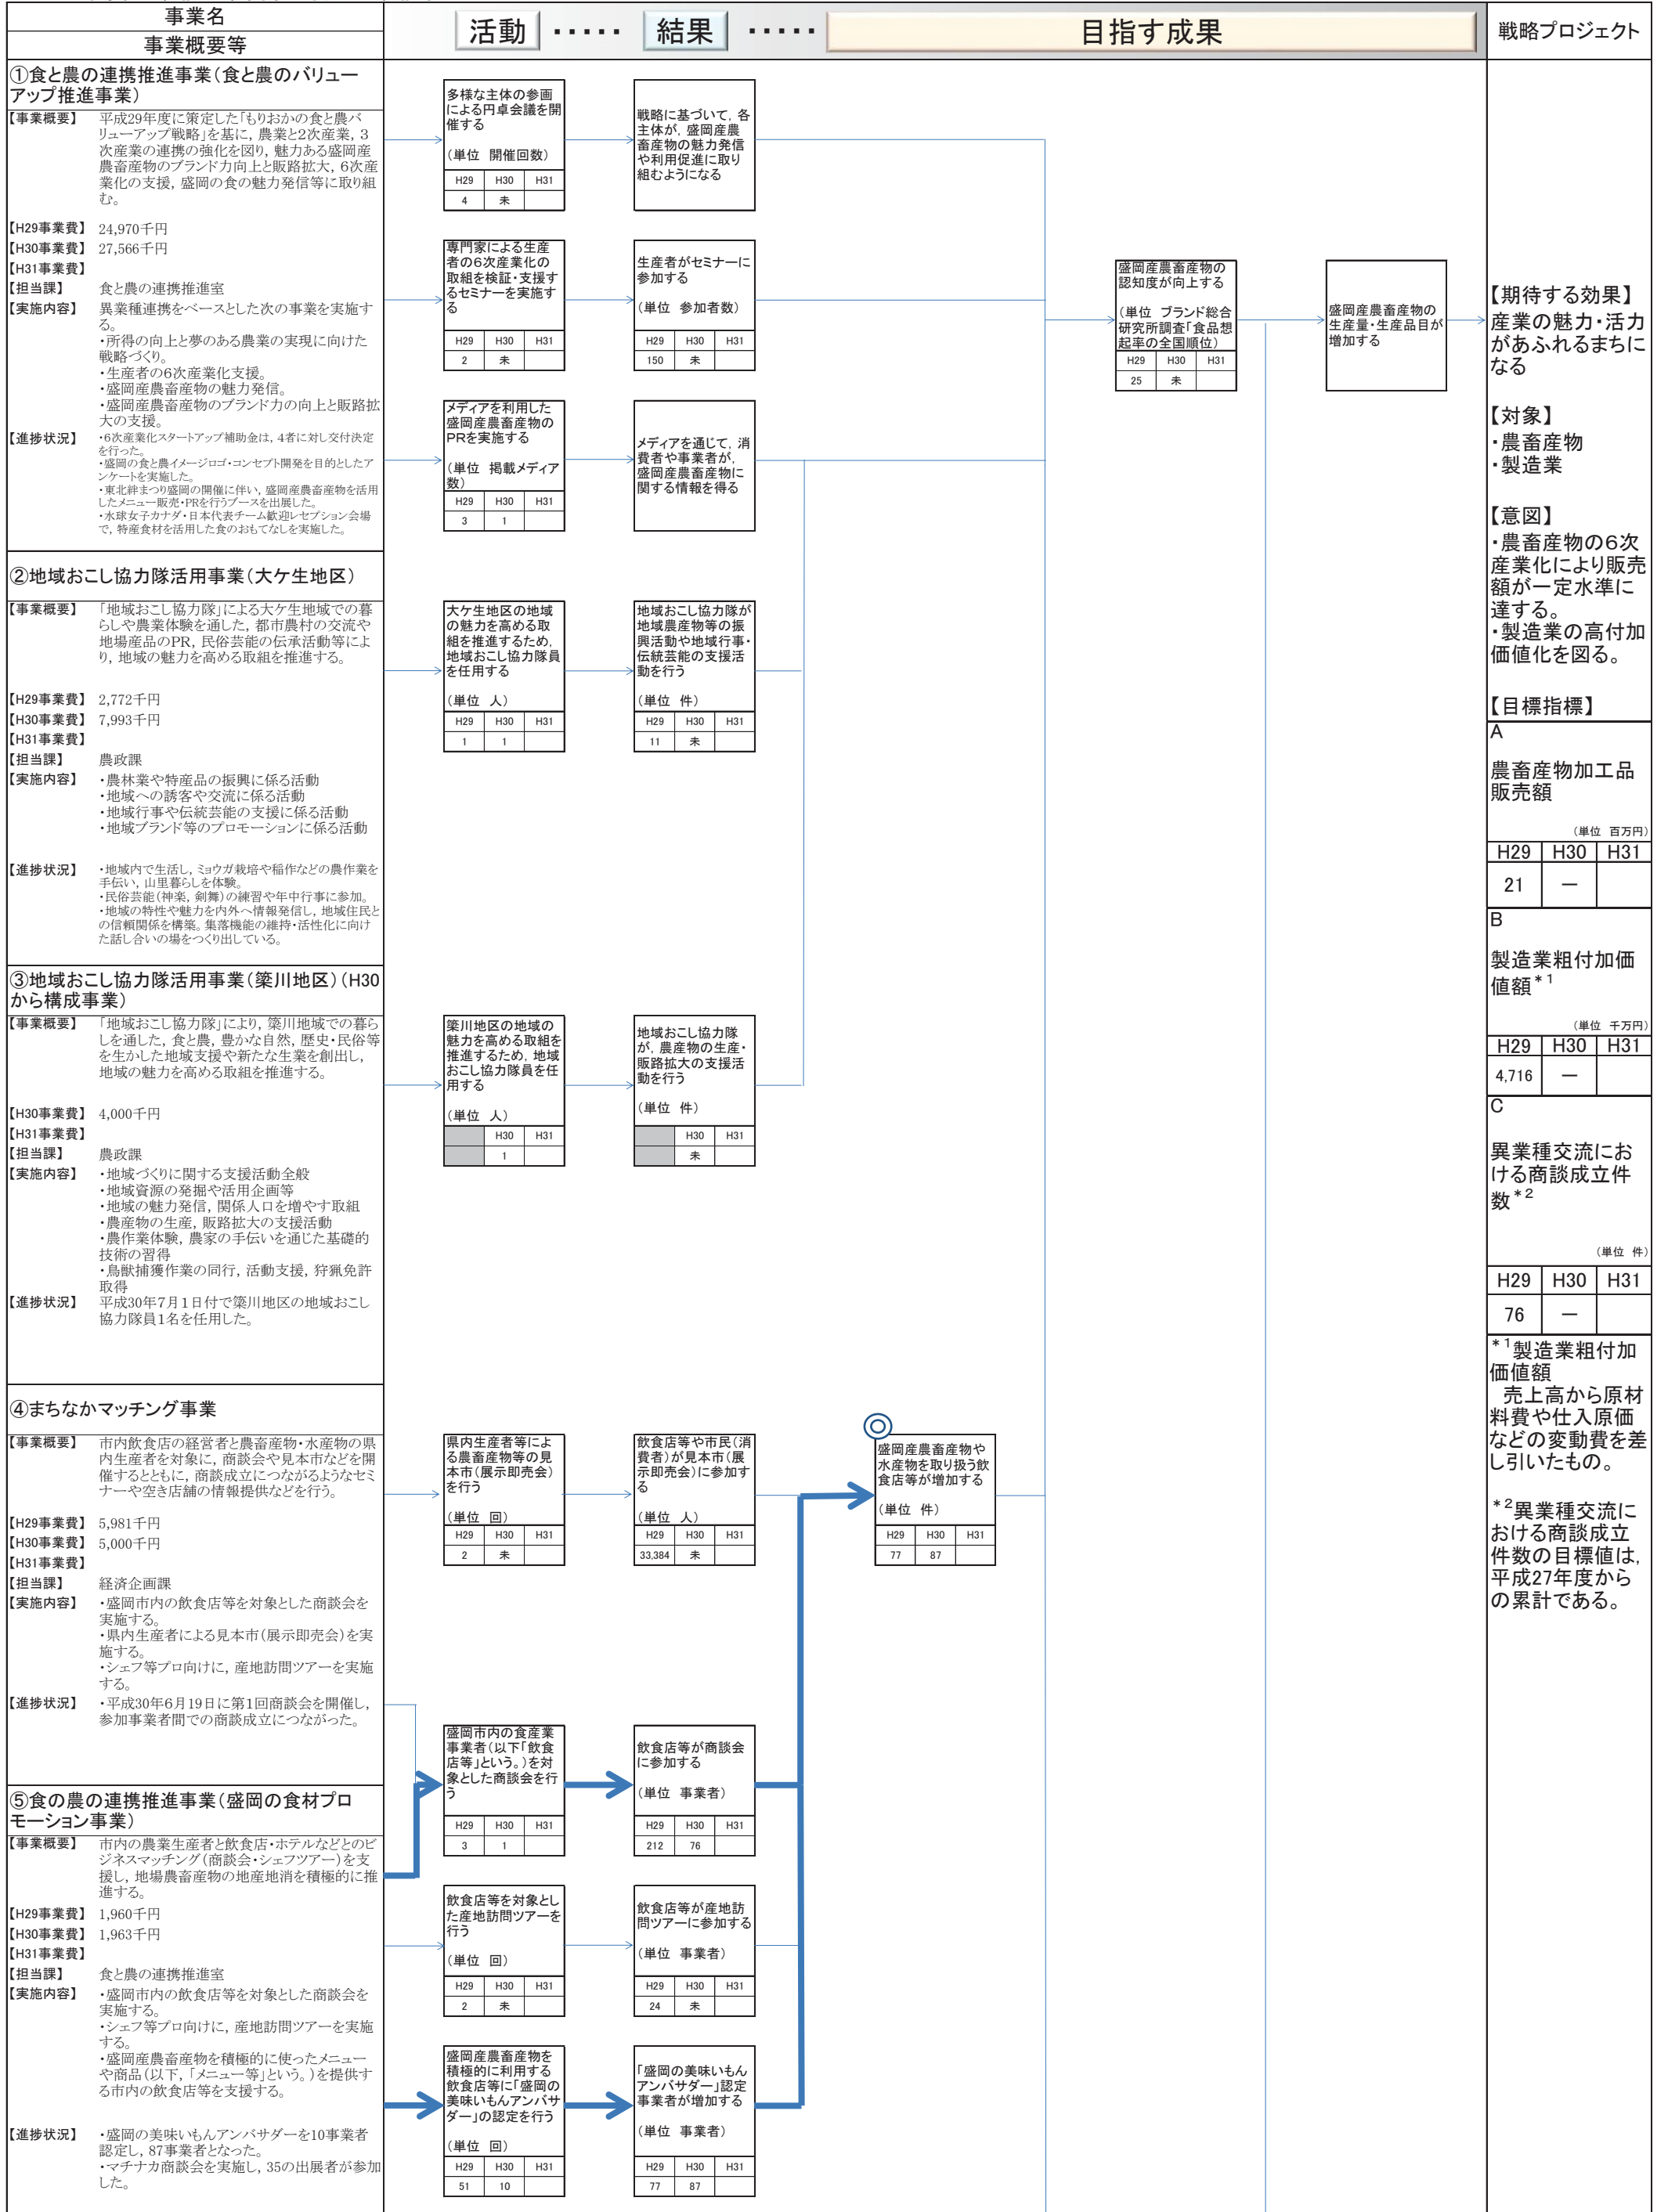 事業名
事業概要等
活動 ・・・・・ 結果 ・・・・・ 目指す成果
戦略プロジェクト
①食と農の連携推進事業(食と農のバリュー
アップ推進事業)
【事業概要】 平成29年度に策定した「もりおかの食と農バ
リューアップ戦略」を基に，農業と2次産業，3
次産業の連携の強化を図り，魅力ある盛岡産
農畜産物のブランド力向上と販路拡大，6次産
業化の支援，盛岡の食の魅力発信等に取り組
む。
【H29事業費】 24,970千円
【H30事業費】 27,566千円
【H31事業費】
【担当課】 食と農の連携推進室
【実施内容】 異業種連携をベースとした次の事業を実施す
る。
・所得の向上と夢のある農業の実現に向けた
戦略づくり。
・生産者の6次産業化支援。
・盛岡産農畜産物の魅力発信。
・盛岡産農畜産物のブランド力の向上と販路拡
大の支援。
【進捗状況】 ・6次産業化スタートアップ補助金は，4者に対し交付決定
を行った。
・盛岡の食と農イメージロゴ・コンセプト開発を目的としたア
ンケートを実施した。
・東北絆まつり盛岡の開催に伴い，盛岡産農畜産物を活用
したメニュー販売・PRを行うブースを出展した。
・水球女子カナダ・日本代表チーム歓迎レセプション会場
で，特産食材を活用した食のおもてなしを実施した。
多様な主体の参画
による円卓会議を開
催する
(単位 開催回数)
H29 H30 H31
4 未
戦略に基づいて，各
主体が，盛岡産農
畜産物の魅力発信
や利用促進に取り
組むようになる
専門家による生産
者の6次産業化の
取組を検証・支援す
るセミナーを実施す
る
H29 H30 H31
2 未
生産者がセミナーに
参加する
(単位 参加者数)
H29 H30 H31
150 未
メディアを利用した
盛岡産農畜産物の
PRを実施する
(単位 掲載メディア
数)
H29 H30 H31
3 1
メディアを通じて，消
費者や事業者が，
盛岡産農畜産物に
関する情報を得る
盛岡産農畜産物の
認知度が向上する
(単位 ブランド総合
研究所調査「食品想
起率の全国順位)
H29 H30 H31
25 未
盛岡産農畜産物の
生産量・生産品目が
増加する
②地域おこし協力隊活用事業(大ケ生地区)
【事業概要】 「地域おこし協力隊」による大ケ生地域での暮
らしや農業体験を通した，都市農村の交流や
地場産品のPR，民俗芸能の伝承活動等によ
り，地域の魅力を高める取組を推進する。
【H29事業費】 2,772千円
【H30事業費】 7,993千円
【H31事業費】
【担当課】 農政課
【実施内容】 ・農林業や特産品の振興に係る活動
・地域への誘客や交流に係る活動
・地域行事や伝統芸能の支援に係る活動
・地域ブランド等のプロモーションに係る活動
【進捗状況】 ・地域内で生活し，ミョウガ栽培や稲作などの農作業を
手伝い，山里暮らしを体験。
・民俗芸能(神楽，剣舞)の練習や年中行事に参加。
・地域の特性や魅力を内外へ情報発信し，地域住民と
の信頼関係を構築。集落機能の維持・活性化に向け
た話し合いの場をつくり出している。
大ケ生地区の地域
の魅力を高める取
組を推進するため，
地域おこし協力隊員
を任用する
(単位 人)
H29 H30 H31
1 1
地域おこし協力隊が
地域農産物等の振
興活動や地域行事・
伝統芸能の支援活
動を行う
(単位 件)
H29 H30 H31
11 未
③地域おこし協力隊活用事業(簗川地区)(H30
から構成事業)
【事業概要】 「地域おこし協力隊」により，簗川地域での暮ら
しを通した，食と農，豊かな自然，歴史・民俗等
を生かした地域支援や新たな生業を創出し，
地域の魅力を高める取組を推進する。
【H30事業費】 4,000千円
【H31事業費】
【担当課】 農政課
【実施内容】 ・地域づくりに関する支援活動全般
・地域資源の発掘や活用企画等
・地域の魅力発信，関係人口を増やす取組
・農産物の生産，販路拡大の支援活動
・農作業体験，農家の手伝いを通じた基礎的
技術の習得
・鳥獣捕獲作業の同行，活動支援，狩猟免許
取得
【進捗状況】 平成30年7月1日付で簗川地区の地域おこし
協力隊員1名を任用した。
簗川地区の地域の
魅力を高める取組を
推進するため，地域
おこし協力隊員を任
用する
(単位 人)
H30 H31
1
地域おこし協力隊
が，農産物の生産・
販路拡大の支援活
動を行う
(単位 件)
H30 H31
未
④まちなかマッチング事業
【事業概要】 市内飲食店の経営者と農畜産物・水産物の県
内生産者を対象に，商談会や見本市などを開
催するとともに，商談成立につながるようなセミ
ナーや空き店舗の情報提供などを行う。
【H29事業費】 5,981千円
【H30事業費】 5,000千円
【H31事業費】
【担当課】 経済企画課
【実施内容】 ・盛岡市内の飲食店等を対象とした商談会を
実施する。
・県内生産者による見本市(展示即売会)を実
施する。
・シェフ等プロ向けに，産地訪問ツアーを実施
する。
【進捗状況】 ・平成30年6月19日に第1回商談会を開催し，
参加事業者間での商談成立につながった。
県内生産者等によ
る農畜産物等の見
本市(展示即売会)
を行う
(単位 回)
H29 H30 H31
2 未
飲食店等や市民(消
費者)が見本市(展
示即売会)に参加す
る
(単位 人)
H29 H30 H31
33,384 未
◎
盛岡産農畜産物や
水産物を取り扱う飲
食店等が増加する
(単位 件)
H29 H30 H31
77 87
盛岡市内の食産業
事業者(以下「飲食
店等」という。)を対
象とした商談会を行
う
H29 H30 H31
3 1
飲食店等が商談会
に参加する
(単位 事業者)
H29 H30 H31
212 76
⑤食の農の連携推進事業(盛岡の食材プロ
モーション事業)
【事業概要】 市内の農業生産者と飲食店・ホテルなどとのビ
ジネスマッチング(商談会・シェフツアー)を支
援し，地場農畜産物の地産地消を積極的に推
進する。
【H29事業費】 1,960千円
【H30事業費】 1,963千円
【H31事業費】
【担当課】 食と農の連携推進室
【実施内容】 ・盛岡市内の飲食店等を対象とした商談会を
実施する。
・シェフ等プロ向けに，産地訪問ツアーを実施
する。
・盛岡産農畜産物を積極的に使ったメニュー
や商品(以下，「メニュー等」という。)を提供す
る市内の飲食店等を支援する。
【進捗状況】 ・盛岡の美味いもんアンバサダーを10事業者
認定し，87事業者となった。
・マチナカ商談会を実施し，35の出展者が参加
した。
飲食店等を対象とし
た産地訪問ツアーを
行う
(単位 回)
H29 H30 H31
2 未
飲食店等が産地訪
問ツアーに参加する
(単位 事業者)
H29 H30 H31
24 未
盛岡産農畜産物を
積極的に利用する
飲食店等に「盛岡の
美味いもんアンバサ
ダー」の認定を行う
(単位 回)
H29 H30 H31
51 10
「盛岡の美味いもん
アンバサダー」認定
事業者が増加する
(単位 事業者)
H29 H30 H31
77 87
【期待する効果】
産業の魅力・活力
があふれるまちに
なる
【対象】
・農畜産物
・製造業
【意図】
・農畜産物の6次
産業化により販売
額が一定水準に
達する。
・製造業の高付加
価値化を図る。
【目標指標】
A
農畜産物加工品
販売額
(単位 百万円)
H29 H30 H31
21 ―
B
製造業粗付加価
値額*1
(単位 千万円)
H29 H30 H31
4,716 ―
C
異業種交流にお
ける商談成立件
数*2
(単位 件)
H29 H30 H31
76 ―
*1製造業粗付加
価値額
売上高から原材
料費や仕入原価
などの変動費を差
し引いたもの。
*2異業種交流に
おける商談成立
件数の目標値は，
平成27年度から
の累計である。